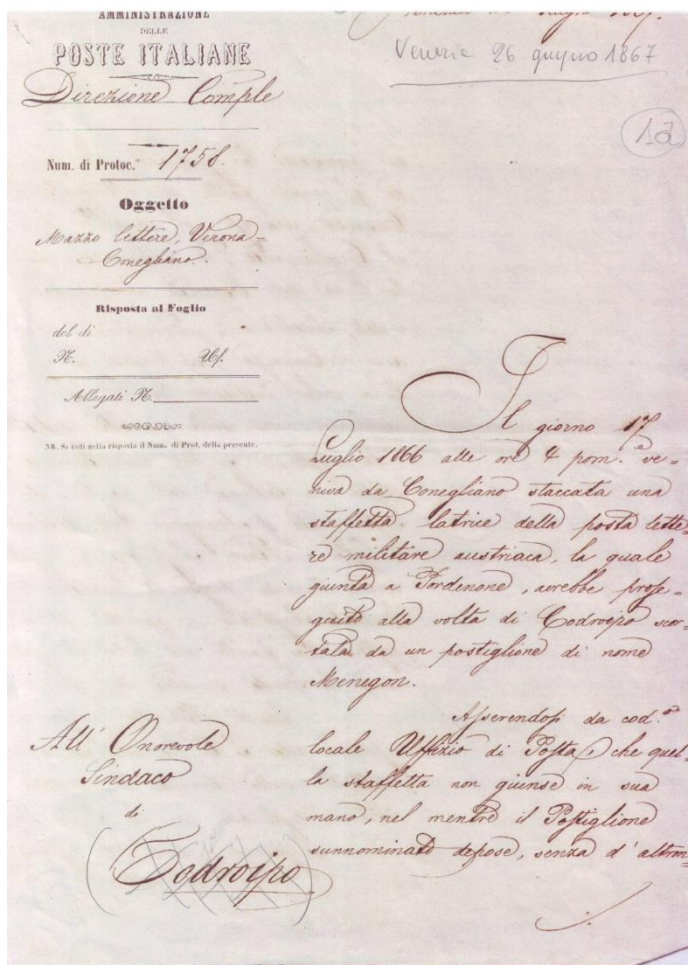 AMMINISTRAZIONE
DELLE
POSTE ITALIANE
Direzione Comple
Venezia 26 giugno 1867
1a
Num. di Protoc.º 1758.
Oggetto
Mazzo lettere, Verona-
Conegliano.
Risposta al Foglio
del di
N. Uf.
Allegati N.
NB. Si noti nella risposta il Num. di Prot. della presente.
Il giorno 17
Luglio 1866 alle ore 4 pom.e ve-
niva da Conegliano staccata una
staffetta latrice della posta lette-
re militare austriaca, la quale
giunta a Pordenone, avrebbe prose-
guito alla volta di Codroipo scor-
tata da un postiglione di nome
Menegon.
Asserendosi da cod.º
locale Uffizio di Posta, che quel-
la staffetta non giunse in sua
mano, nel mentre il Postiglione
sunnominato depose, senza d'altron-
All' Onorevole
Sindaco
di
Codroipo